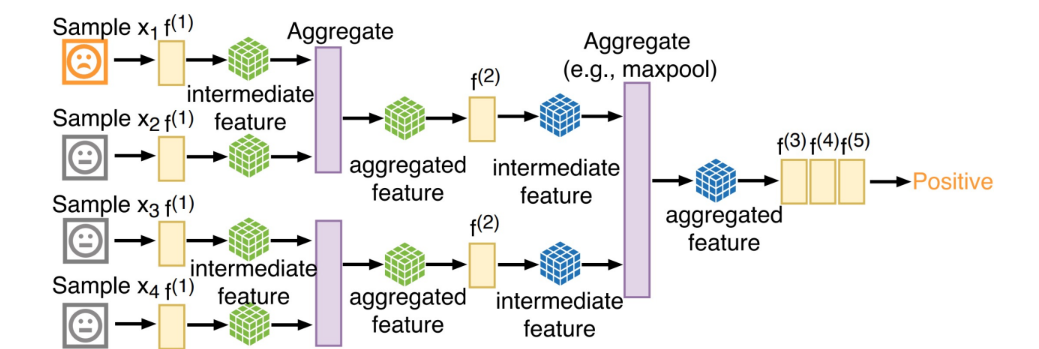 Sample x1 f(1)
intermediate
feature
Aggregate
Sample x2 f(1)
aggregated
feature
f(2)
intermediate
feature
Sample x3 f(1)
intermediate
feature
Sample x4 f(1)
aggregated
feature
f(2)
intermediate
feature
Aggregate
(e.g., maxpool)
aggregated
feature
f(3) f(4) f(5)
Positive